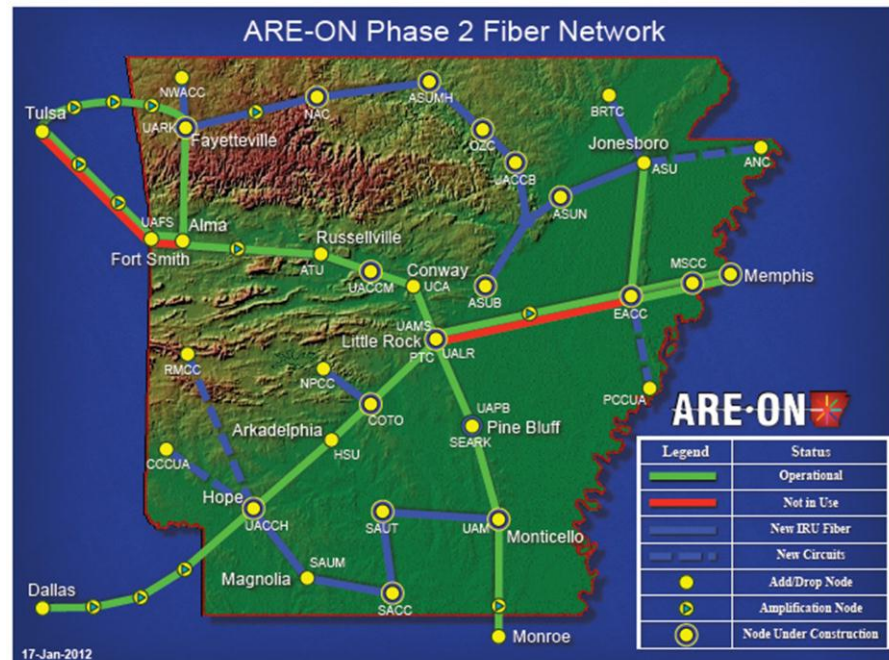 ARE-ON Phase 2 Fiber Network
NWACC
Tulsa
UARK
Fayetteville
NAC
ASUMH
OZC
UACCB
BRTC
Jonesboro
ASU
ANC
ASUN
UAFS
Alma
Fort Smith
Russellville
ATU
UACCM
Conway
UCA
ASUB
MSCC
Memphis
EACC
UAMS
Little Rock
PTC
UALR
RMCC
NPCC
COTO
PCCUA
Arkadelphia
HSU
UAPB
Pine Bluff
SEARK
CCCUA
Hope
UACCH
SAUT
UAM
Monticello
SAUM
Magnolia
SACC
Dallas
Monroe
ARE-ON
Legend Status
Operational
Not in Use
New IRU Fiber
New Circuits
Add/Drop Node
Amplification Node
Node Under Construction
17-Jan-2012